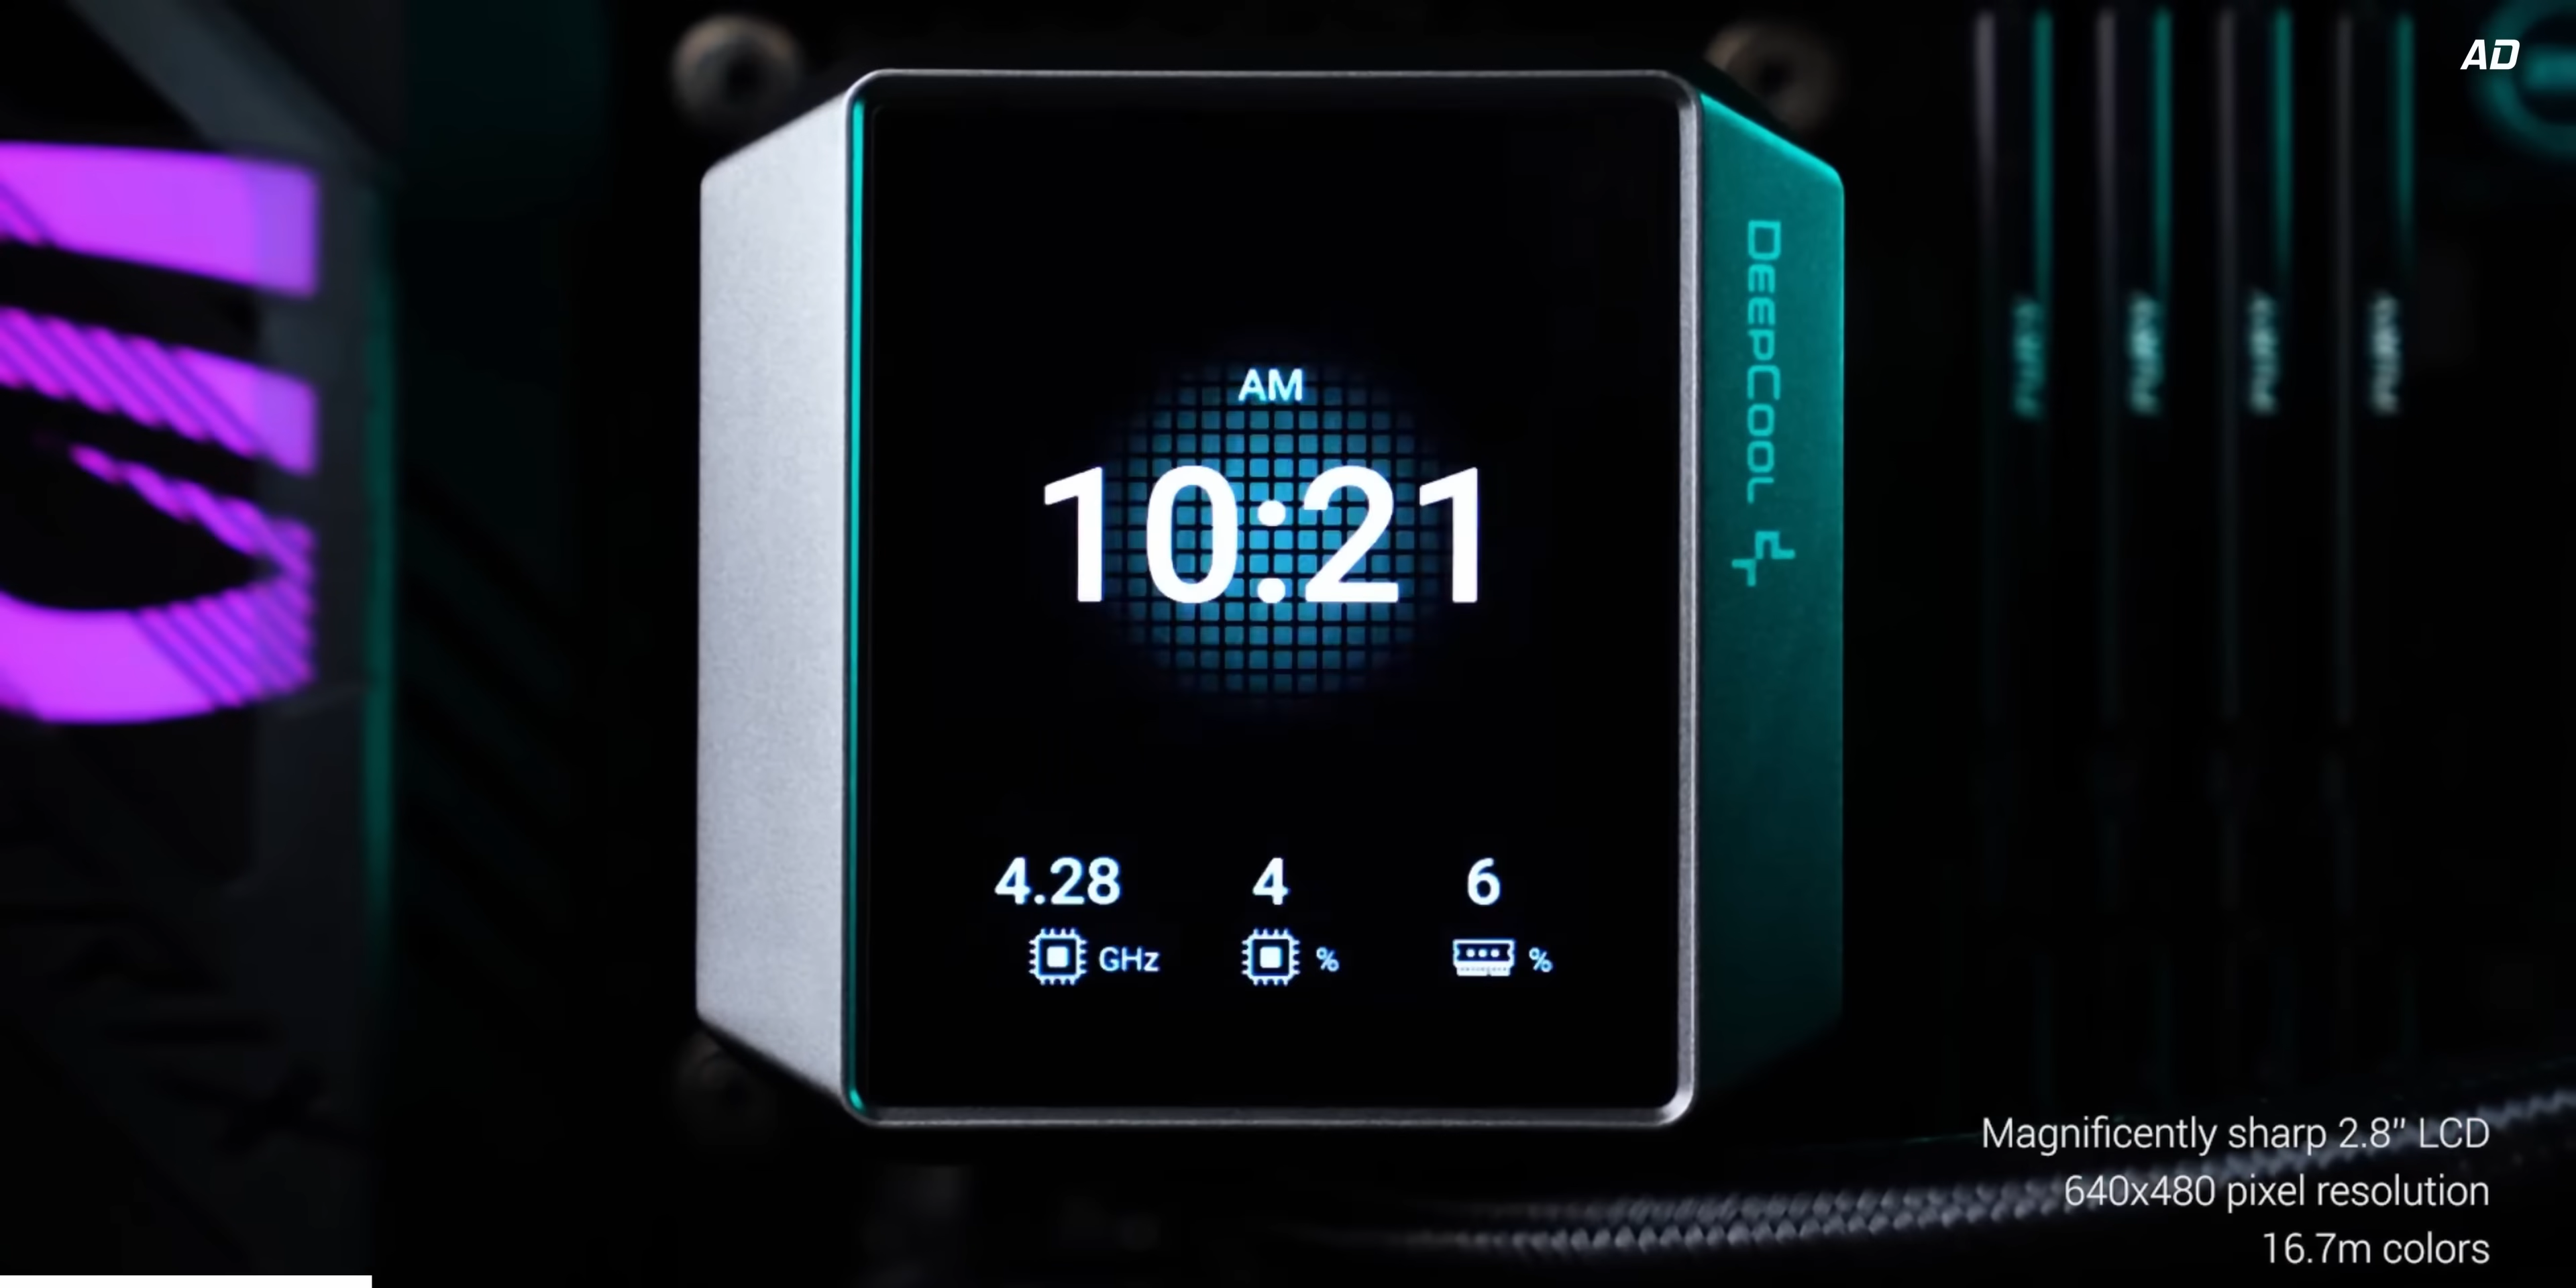 AD
DEEPCOOL
AM
10:21
4.28 4 6
GHz % %
Magnificently sharp 2.8" LCD
640x480 pixel resolution
16.7m colors